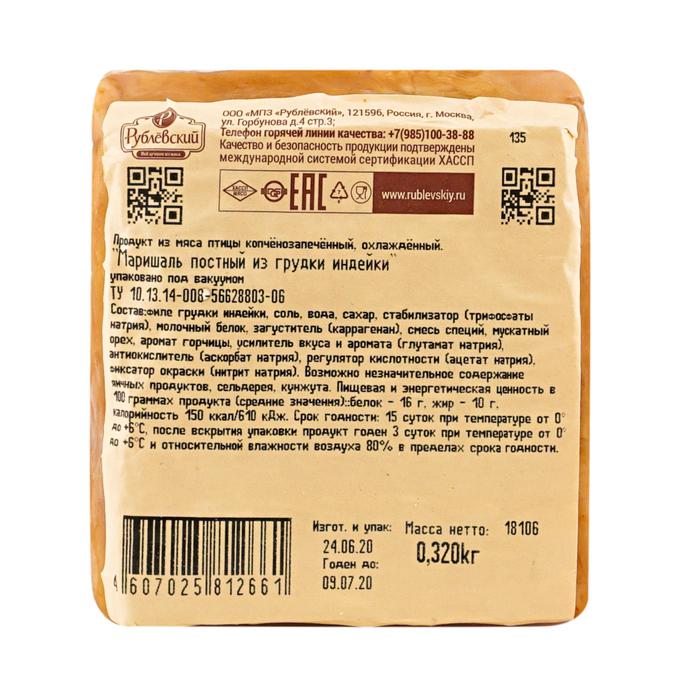 Рублёвский
ООО «МПЗ «Рублёвский», 121596, Россия, г. Москва,
ул. Горбунова д.4 стр.3;
Телефон горячей линии качества: +7(985)100-38-88
Качество и безопасность продукции подтверждены
международной системой сертификации ХАССП
135
ХАССП
МЯСО
EAC
7
www.rublevskiy.ru
Продукт из мяса птицы копчёнозапечённый, охлаждённый.
"Маришаль постный из грудки индейки"
упаковано под вакуумом
ТУ 10.13.14-008-56628803-06
Состав:филе грудки индейки, соль, вода, сахар, стабилизатор (трифосфаты
натрия), молочный белок, загуститель (каррагенан), смесь специй, мускатный
орех, аромат горчицы, усилитель вкуса и аромата (глутамат натрия),
антиокислитель (аскорбат натрия), регулятор кислотности (ацетат натрия),
фиксатор окраски (нитрит натрия). Возможно незначительное содержание
яичных продуктов, сельдерея, кунжута. Пищевая и энергетическая ценность в
100 граммах продукта (средние значения)::белок - 16 г, жир - 10 г,
калорийность 150 ккал/610 кДж. Срок годности: 15 суток при температуре от 0°
до +6°С, после вскрытия упаковки продукт годен 3 суток при температуре от 0°
до +6°С и относительной влажности воздуха 80% в пределах срока годности.
Изгот. и упак:
24.06.20
Годен до:
09.07.20
Масса нетто:
0,320кг
18106
4 607025 812661